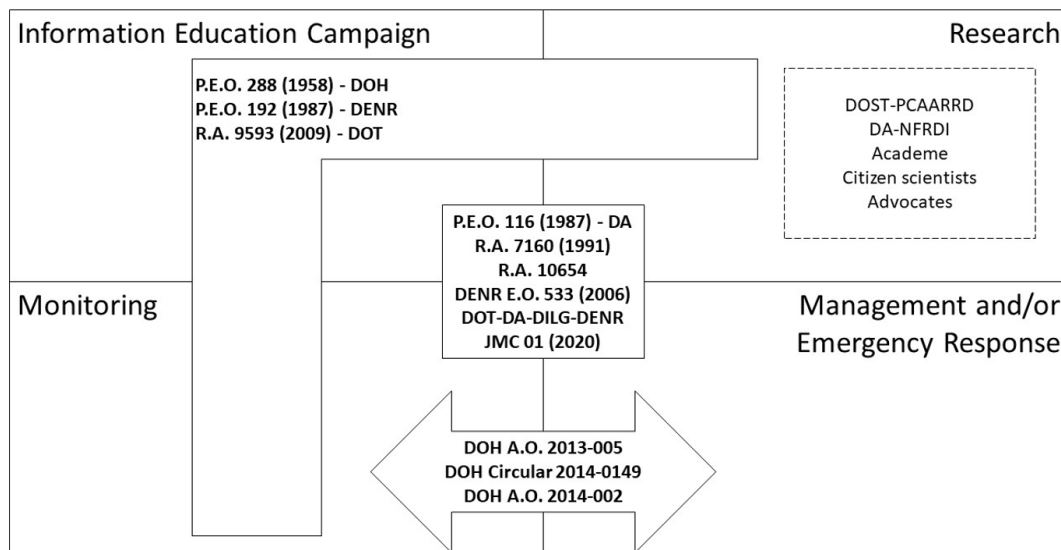 Information Education Campaign
Research
P.E.O. 288 (1958) - DOH
P.E.O. 192 (1987) - DENR
R.A. 9593 (2009) - DOT
DOST-PCAARRD
DA-NFRDI
Academe
Citizen scientists
Advocates
P.E.O. 116 (1987) - DA
R.A. 7160 (1991)
R.A. 10654
DENR E.O. 533 (2006)
DOT-DA-DILG-DENR
JMC 01 (2020)
Monitoring
Management and/or
Emergency Response
DOH A.O. 2013-005
DOH Circular 2014-0149
DOH A.O. 2014-002